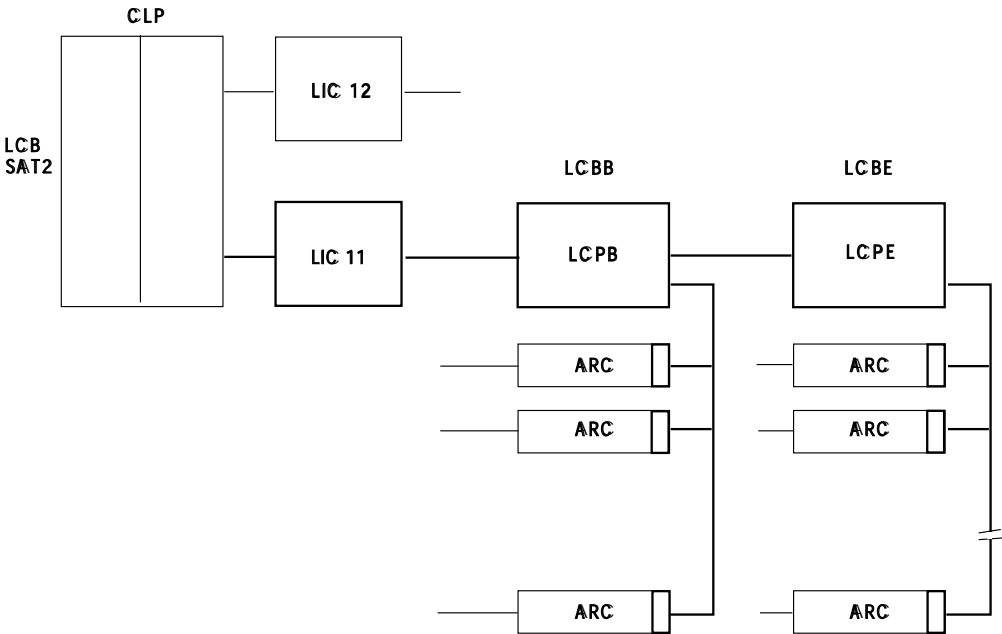 CLP
LIC 12
LCB
SAT2
LCBB
LCBE
LIC 11
LCPB
LCPE
ARC
ARC
ARC
ARC
ARC
ARC